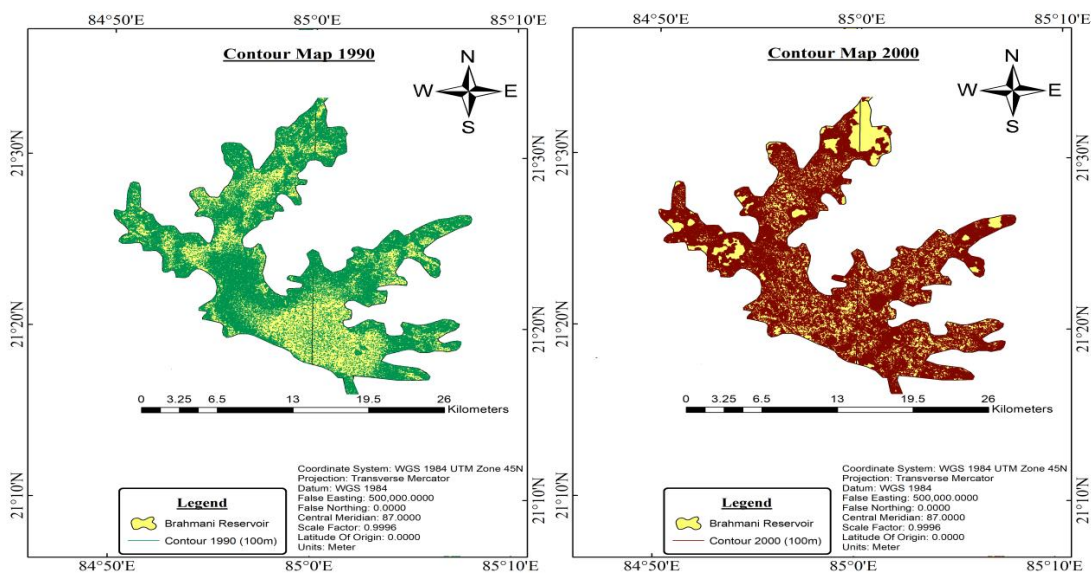 84°50'E 85°0'E 85°10'E
Contour Map 1990
N
W E
S
21°30'N 21°30'N
21°20'N 21°20'N
21°10'N 21°10'N
0 3.25 6.5 13 19.5 26
Kilometers
Coordinate System: WGS 1984 UTM Zone 45N
Projection: Transverse Mercator
Datum: WGS 1984
False Easting: 500,000.0000
False Northing: 0.0000
Central Meridian: 87.0000
Scale Factor: 0.9996
Latitude Of Origin: 0.0000
Units: Meter
Legend
Brahmani Reservoir
Contour 1990 (100m)
84°50'E 85°0'E 85°10'E
84°50'E 85°0'E 85°10'E
Contour Map 2000
N
W E
S
21°30'N 21°30'N
21°20'N 21°20'N
21°10'N 21°10'N
0 3.25 6.5 13 19.5 26
Kilometers
Coordinate System: WGS 1984 UTM Zone 45N
Projection: Transverse Mercator
Datum: WGS 1984
False Easting: 500,000.0000
False Northing: 0.0000
Central Meridian: 87.0000
Scale Factor: 0.9996
Latitude Of Origin: 0.0000
Units: Meter
Legend
Brahmani Reservoir
Contour 2000 (100m)
84°50'E 85°0'E 85°10'E